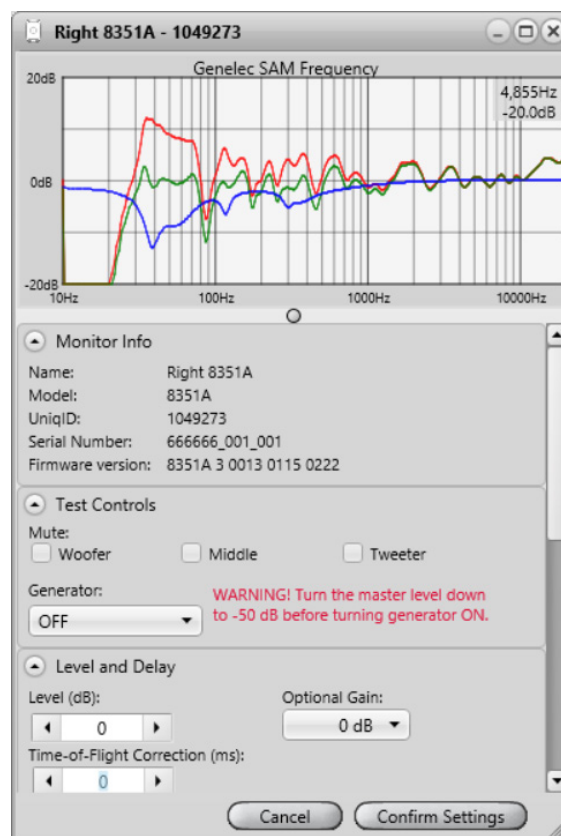 Right 8351A - 1049273
Genelec SAM Frequency
20dB
4,855Hz
-20.0dB
0dB
-20dB
10Hz 100Hz 1000Hz 10000Hz
Monitor Info
Name: Right 8351A
Model: 8351A
UniqID: 1049273
Serial Number: 666666_001_001
Firmware version: 8351A 3 0013 0115 0222
Test Controls
Mute:
Woofer Middle Tweeter
Generator:
OFF
WARNING! Turn the master level down
to -50 dB before turning generator ON.
Level and Delay
Level (dB): Optional Gain:
0 0 dB
Time-of-Flight Correction (ms):
0
Cancel Confirm Settings